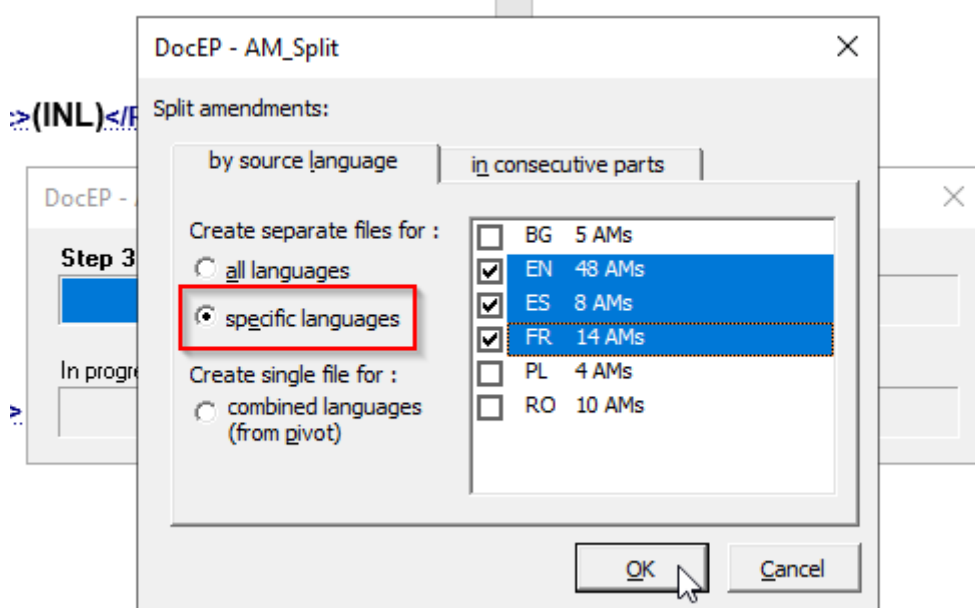 DocEP - AM_Split
>(INL)</
Split amendments:
by source language
in consecutive parts
DocEP -
Create separate files for :
Step 3
all languages
specific languages
BG 5 AMs
EN 48 AMs
ES 8 AMs
FR 14 AMs
PL 4 AMs
RO 10 AMs
In progre
Create single file for :
combined languages
(from pivot)
>
OK
Cancel